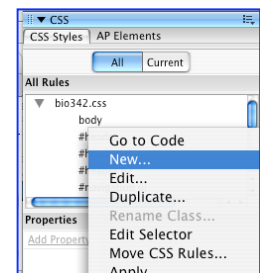 CSS
CSS Styles AP Elements
All Current
All Rules
bio342.css
body
#h
#h
#h
#n
Go to Code
New...
Edit...
Duplicate...
Rename Class...
Edit Selector
Move CSS Rules...
Apply
Properties
Add Property